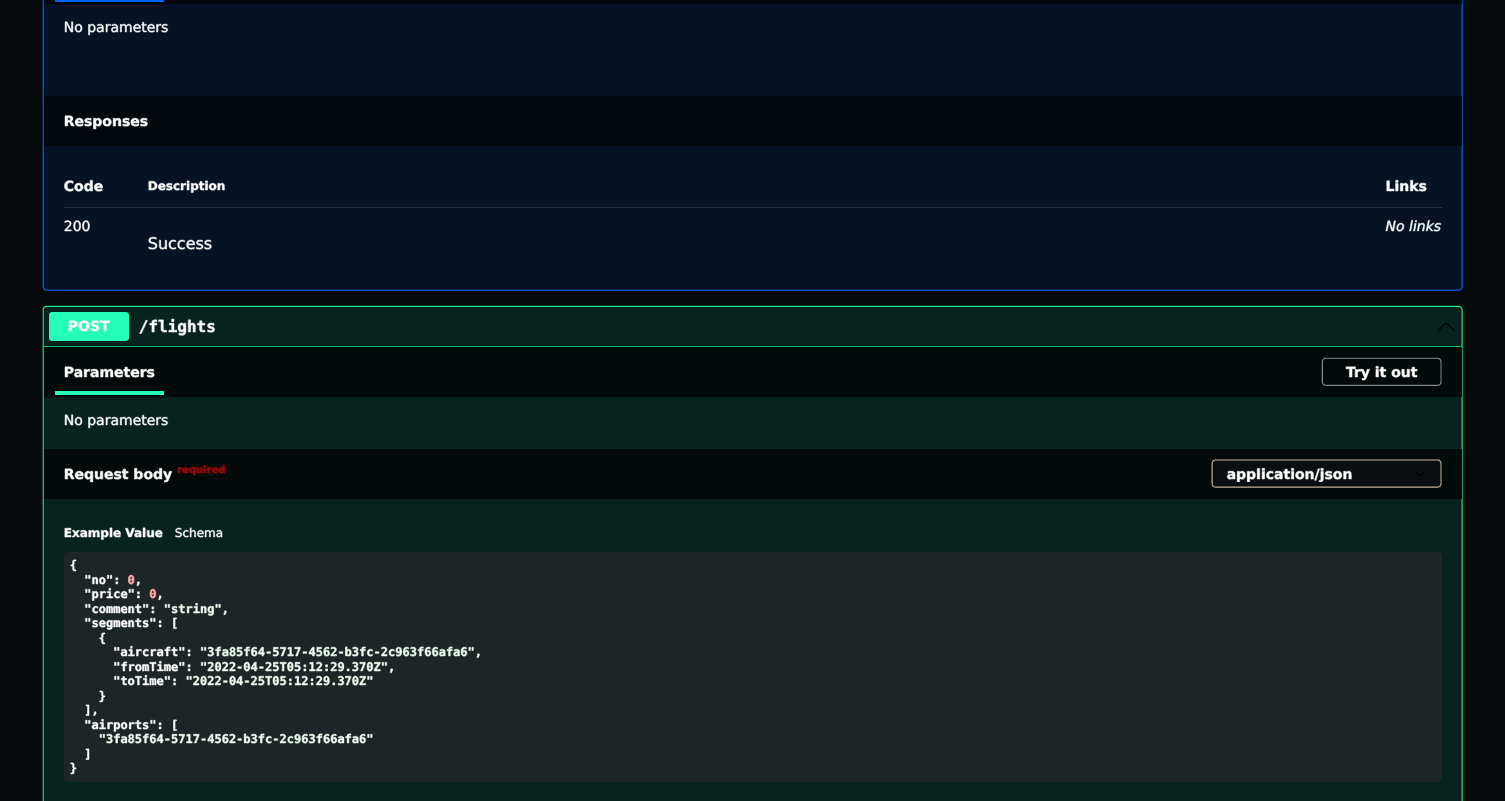 No parameters
Responses
Code Description Links
200 Success No links
POST /flights
Parameters Try it out
No parameters
Request body required application/json
Example Value Schema
{
  "no": 0,
  "price": 0,
  "comment": "string",
  "segments": [
    {
      "aircraft": "3fa85f64-5717-4562-b3fc-2c963f66afa6",
      "fromTime": "2022-04-25T05:12:29.370Z",
      "toTime": "2022-04-25T05:12:29.370Z"
    }
  ],
  "airports": [
    "3fa85f64-5717-4562-b3fc-2c963f66afa6"
  ]
}